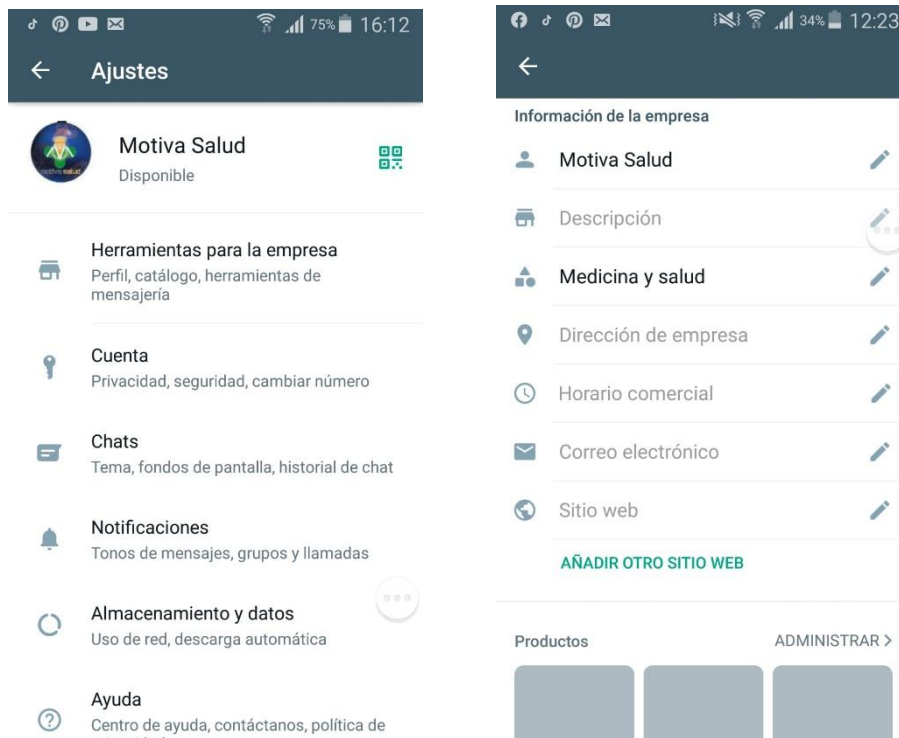 75% 16:12
Ajustes
Motiva Salud
Disponible
Herramientas para la empresa
Perfil, catálogo, herramientas de
mensajería
Cuenta
Privacidad, seguridad, cambiar número
Chats
Tema, fondos de pantalla, historial de chat
Notificaciones
Tonos de mensajes, grupos y llamadas
Almacenamiento y datos
Uso de red, descarga automática
Ayuda
Centro de ayuda, contáctanos, política de
34% 12:23
Información de la empresa
Motiva Salud
Descripción
Medicina y salud
Dirección de empresa
Horario comercial
Correo electrónico
Sitio web
AÑADIR OTRO SITIO WEB
Productos ADMINISTRAR >